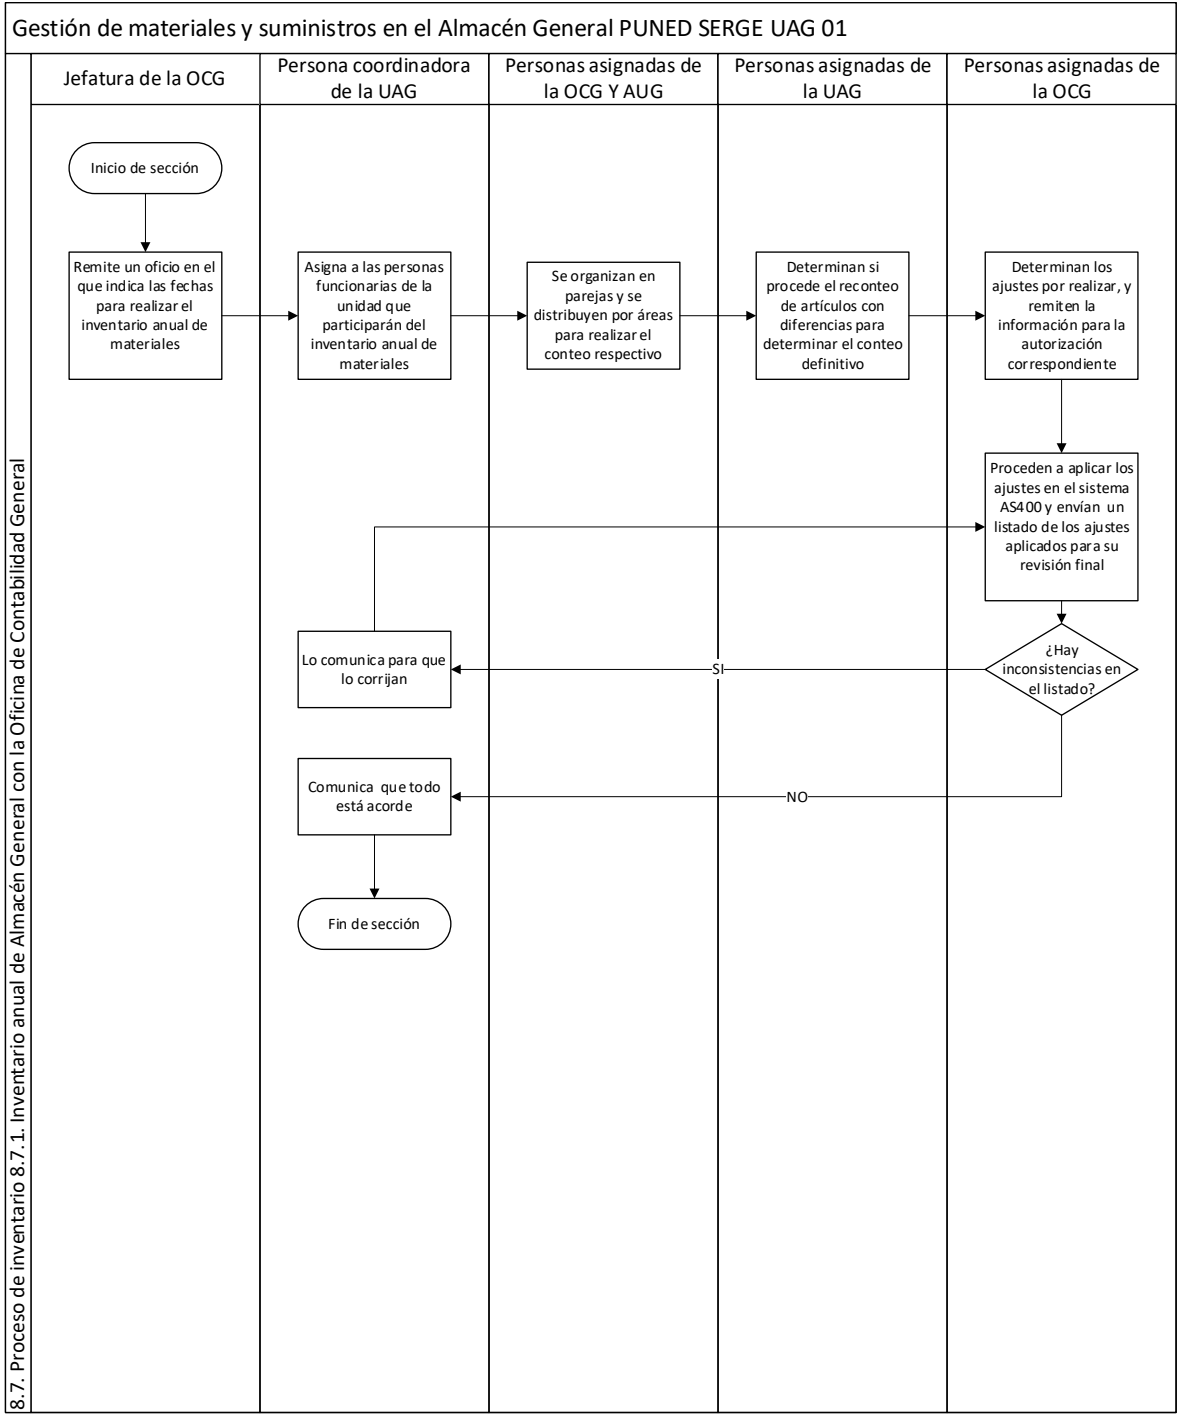 Gestión de materiales y suministros en el Almacén General PUNED SERGE UAG 01
8.7. Proceso de inventario 8.7.1. Inventario anual de Almacén General con la Oficina de Contabilidad General
Jefatura de la OCG
Persona coordinadora
de la UAG
Personas asignadas de
la OCG Y AUG
Personas asignadas de
la UAG
Personas asignadas de
la OCG
Inicio de sección
Remite un oficio en el
que indica las fechas
para realizar el
inventario anual de
materiales
Asigna a las personas
funcionarias de la
unidad que
participarán del
inventario anual de
materiales
Se organizan en
parejas y se
distribuyen por áreas
para realizar el
conteo respectivo
Determinan si
procede el reconteo
de artículos con
diferencias para
determinar el conteo
definitivo
Determinan los
ajustes por realizar, y
remiten la
información para la
autorización
correspondiente
Proceden a aplicar los
ajustes en el sistema
AS400 y envían un
listado de los ajustes
aplicados para su
revisión final
¿Hay
inconsistencias en
el listado?
SI
Lo comunica para que
lo corrijan
NO
Comunica que todo
está acorde
Fin de sección